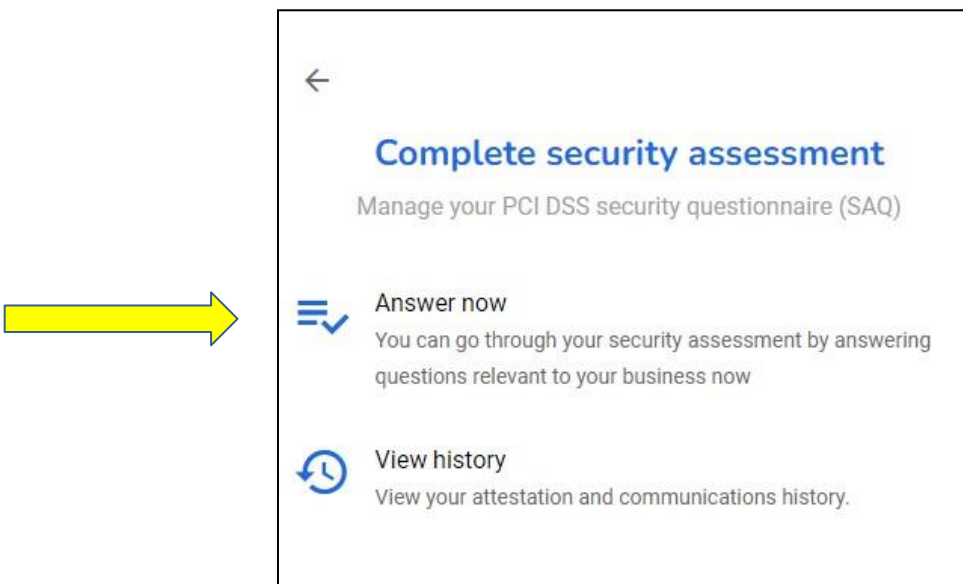 Complete security assessment
Manage your PCI DSS security questionnaire (SAQ)
Answer now
You can go through your security assessment by answering
questions relevant to your business now
View history
View your attestation and communications history.